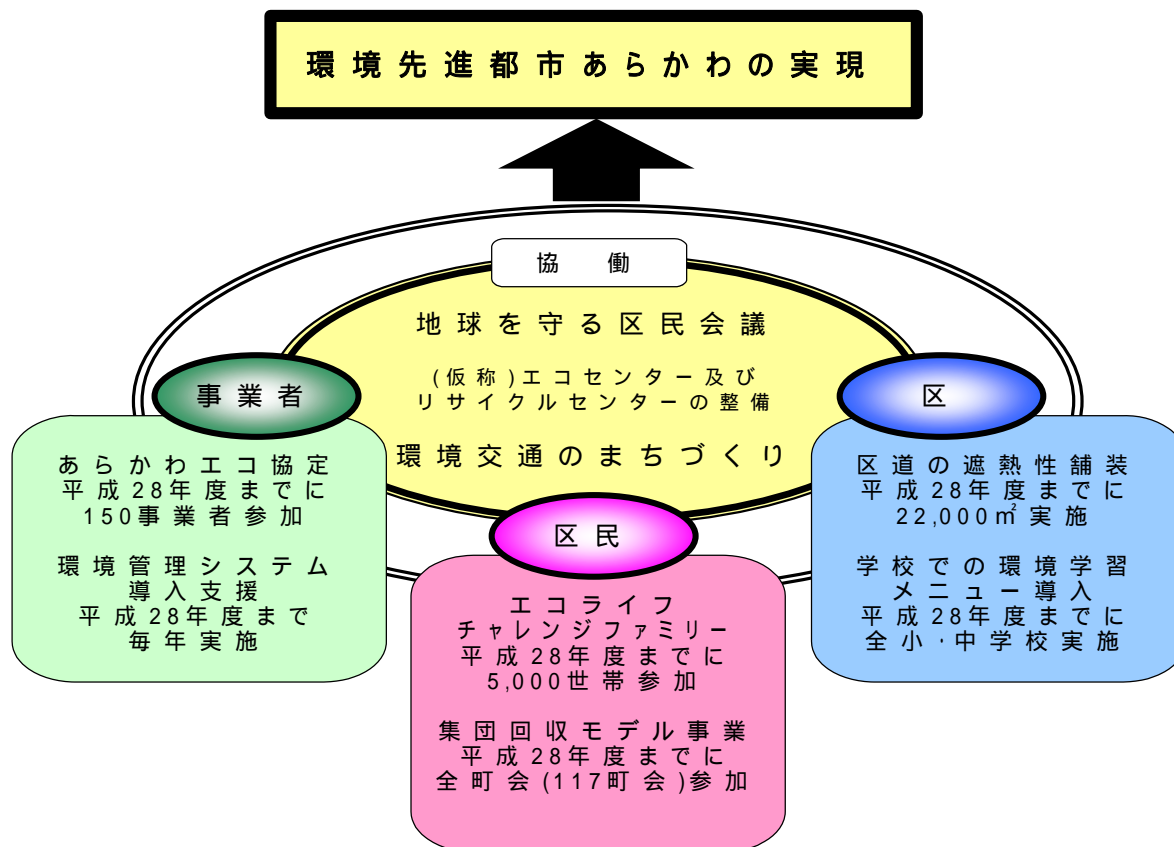 環境先進都市あらかわの実現
協働
地球を守る区民会議
(仮称)エコセンター及び
リサイクルセンターの整備
環境交通のまちづくり
事業者
あらかわエコ協定
平成28年度までに
150事業者参加
環境管理システム
導入支援
平成28年度まで
毎年実施
区民
エコライフ
チャレンジファミリー
平成28年度までに
5,000世帯参加
集団回収モデル事業
平成28年度までに
全町会(117町会)参加
区
区道の遮熱性舗装
平成28年度までに
22,000㎡実施
学校での環境学習
メニュー導入
平成28年度までに
全小・中学校実施